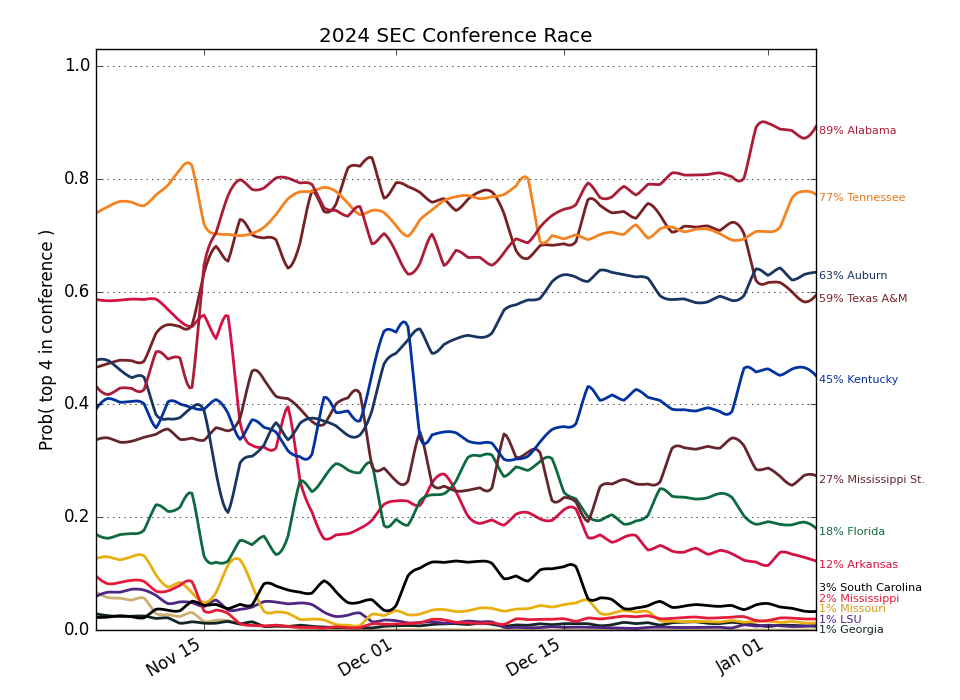 2024 SEC Conference Race
Prob( top 4 in conference )
1.0
0.8
0.6
0.4
0.2
0.0
Nov 15
Dec 01
Dec 15
Jan 01
89% Alabama
77% Tennessee
63% Auburn
59% Texas A&M
45% Kentucky
27% Mississippi St.
18% Florida
12% Arkansas
3% South Carolina
2% Mississippi
1% Missouri
1% LSU
1% Georgia